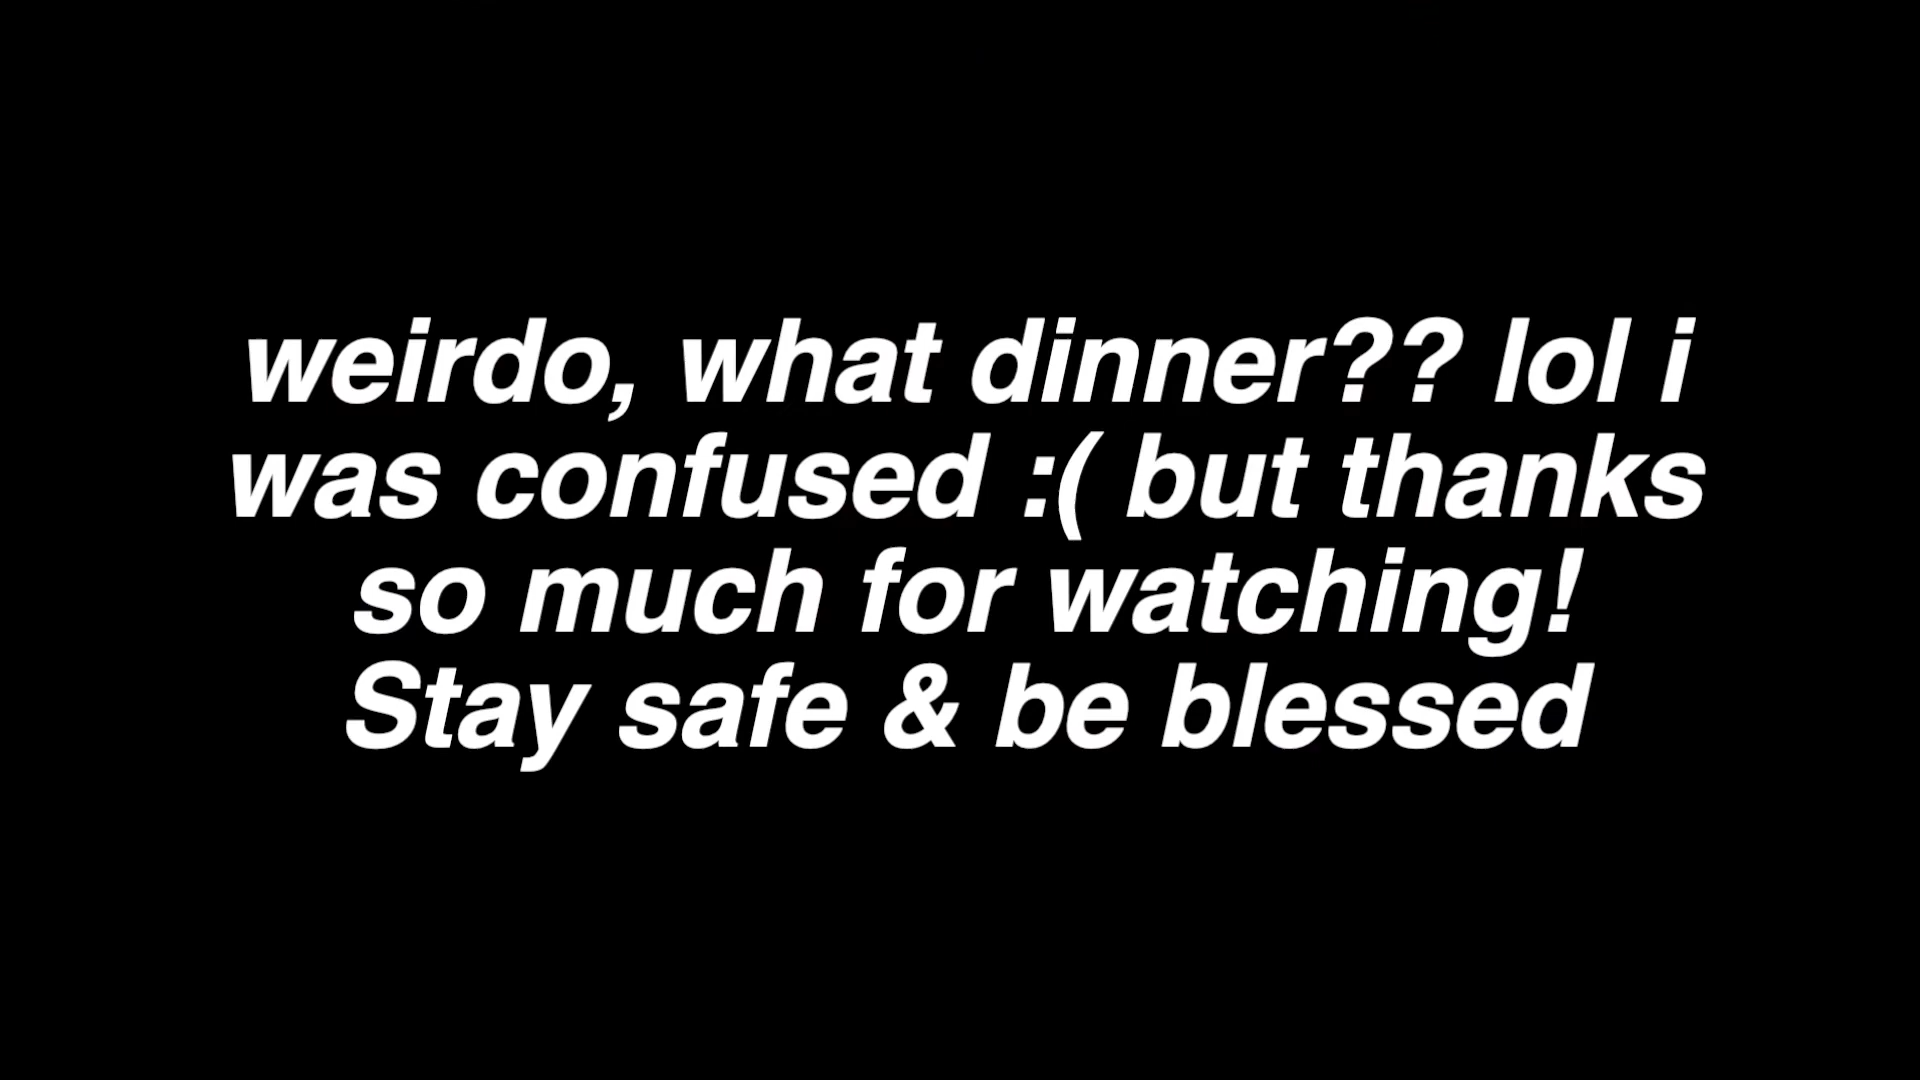 weirdo, what dinner?? lol i
was confused :( but thanks
so much for watching!
Stay safe & be blessed